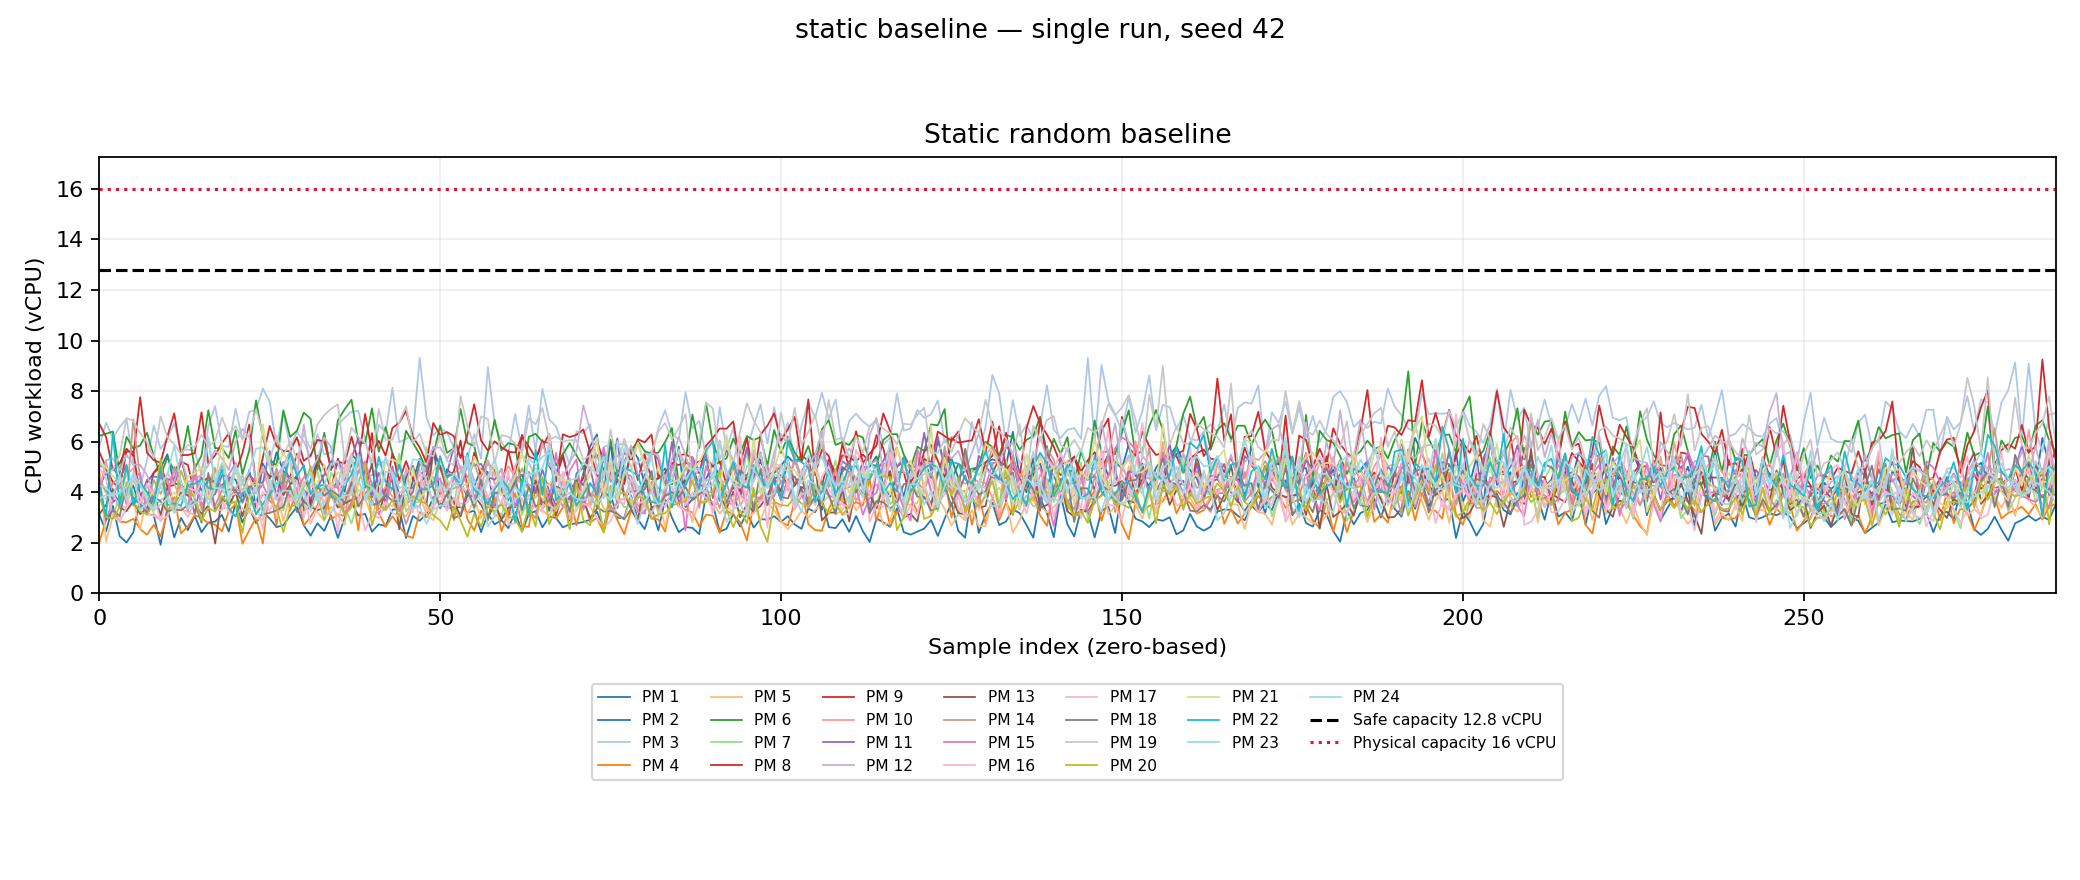 static baseline — single run, seed 42
Static random baseline
CPU workload (vCPU)
16
14
12
10
8
6
4
2
0
0 50 100 150 200 250
Sample index (zero-based)
PM 1 PM 5 PM 9 PM 13 PM 17 PM 21 PM 24
PM 2 PM 6 PM 10 PM 14 PM 18 PM 22 Safe capacity 12.8 vCPU
PM 3 PM 7 PM 11 PM 15 PM 19 PM 23 Physical capacity 16 vCPU
PM 4 PM 8 PM 12 PM 16 PM 20